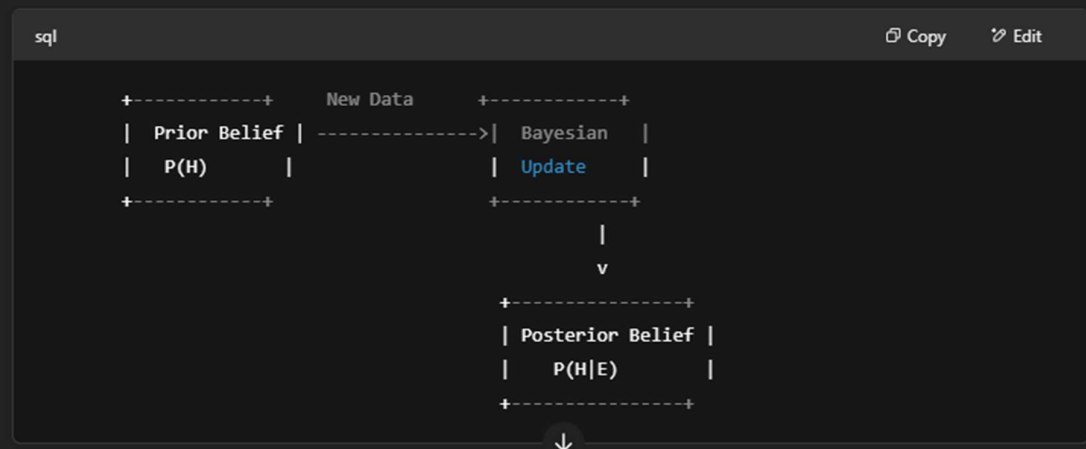 sql Copy Edit
+------------+     New Data      +------------+
|  Prior Belief | --------------->|  Bayesian   |
|   P(H)       |                  |  Update     |
+------------+                    +------------+
|
v
+----------------+
| Posterior Belief |
|    P(H|E)        |
+----------------+